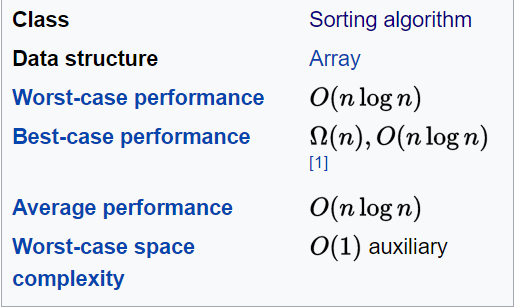 Class Sorting algorithm
Data structure Array
Worst-case performance O(n log n)
Best-case performance Ω(n), O(n log n)
[1]
Average performance O(n log n)
Worst-case space O(1) auxiliary
complexity